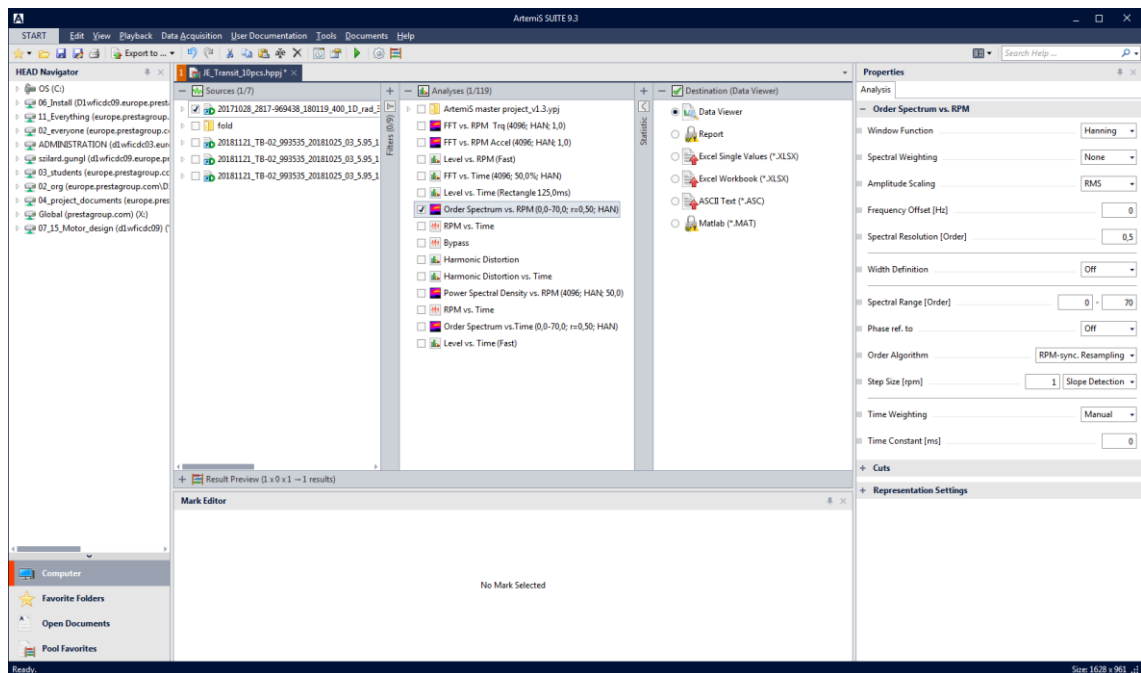 ArtemiS SUITE 9.3
START Edit View Playback Data Acquisition User Documentation Tools Documents Help
Export to ... Search Help ...
HEAD Navigator
OS (C:)
06_Install (D1wficdc09.europe.prest
11_Everything (europe.prestagroup.c
02_everyone (europe.prestagroup.c
ADMINISTRATION (d1wficdc03.eur
szilard.gungl (d1wficdc09.europe.pr
03_students (europe.prestagroup.cc
02_org (europe.prestagroup.com\D
04_project_documents (europe.pres
Global (prestagroup.com) (X:)
07_15_Motor_design (d1wficdc09) ('
Computer
Favorite Folders
Open Documents
Pool Favorites
1 JE_Transit_10pcs.hppj*
Sources (1/7)
20171028_2817-969438_180119_400_1D_rad_3
fold
20181121_TB-02_993535_20181025_03_5.95_1
20181121_TB-02_993535_20181025_03_5.95_1
20181121_TB-02_993535_20181025_03_5.95_1
Filters (0/9)
Analyses (1/119)
ArtemiS master project_v1.3.ypj
FFT vs. RPM Trq (4096; HAN; 1,0)
FFT vs. RPM Accel (4096; HAN; 1,0)
Level vs. RPM (Fast)
FFT vs. Time (4096; 50,0%; HAN)
Level vs. Time (Rectangle 125,0ms)
Order Spectrum vs. RPM (0,0-70,0; r=0,50; HAN)
RPM vs. Time
Bypass
Harmonic Distortion
Harmonic Distortion vs. Time
Power Spectral Density vs. RPM (4096; HAN; 50,0)
RPM vs. Time
Order Spectrum vs.Time (0,0-70,0; r=0,50; HAN)
Level vs. Time (Fast)
Statistic
Destination (Data Viewer)
Data Viewer
Report
Excel Single Values (*.XLSX)
Excel Workbook (*.XLSX)
ASCII Text (*.ASC)
Matlab (*.MAT)
Result Preview (1 x 0 x 1 → 1 results)
Mark Editor
No Mark Selected
Properties
Analysis
Order Spectrum vs. RPM
Window Function Hanning
Spectral Weighting None
Amplitude Scaling RMS
Frequency Offset [Hz] 0
Spectral Resolution [Order] 0,5
Width Definition Off
Spectral Range [Order] 0 - 70
Phase ref. to Off
Order Algorithm RPM-sync. Resampling
Step Size [rpm] 1 Slope Detection
Time Weighting Manual
Time Constant [ms] 0
Cuts
Representation Settings
Ready. Size: 1628 x 961